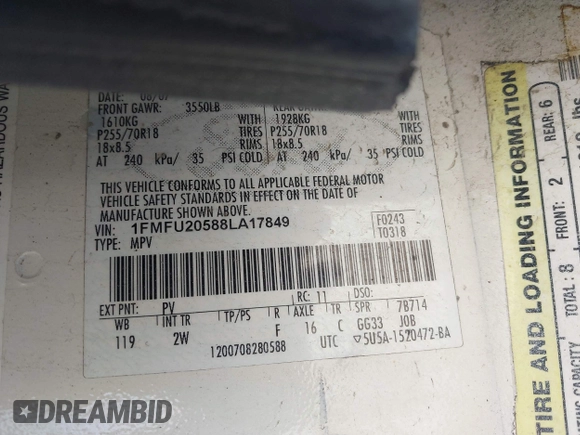 DATE: 08/07
FRONT GAWR: 3550LB REAR GAWR
1610KG WITH 1928KG WITH
P255/70R18 TIRES P255/70R18 TIRES
18x8.5 RIMS 18x8.5 RIMS
AT 240 kPa/ 35 PSI COLD AT 240 kPa/ 35 PSI COLD
THIS VEHICLE CONFORMS TO ALL APPLICABLE FEDERAL MOTOR
VEHICLE SAFETY STANDARDS IN EFFECT ON THE DATE OF
MANUFACTURE SHOWN ABOVE.
VIN: 1FMFU20588LA17849 F0243
TYPE: MPV T0318
RC: 11 DSO:
EXT PNT: PV 7B714
WB INT TR TP/PS R AXLE TR SPR JOB
119 2W F 16 C GG33
1200708280588 UTC ▽5U5A-1520472-BA
TIRE AND LOADING INFORMATION
TOTAL: 8 FRONT: 2 REAR: 6
HAZARDOUS WA
DREAMBID